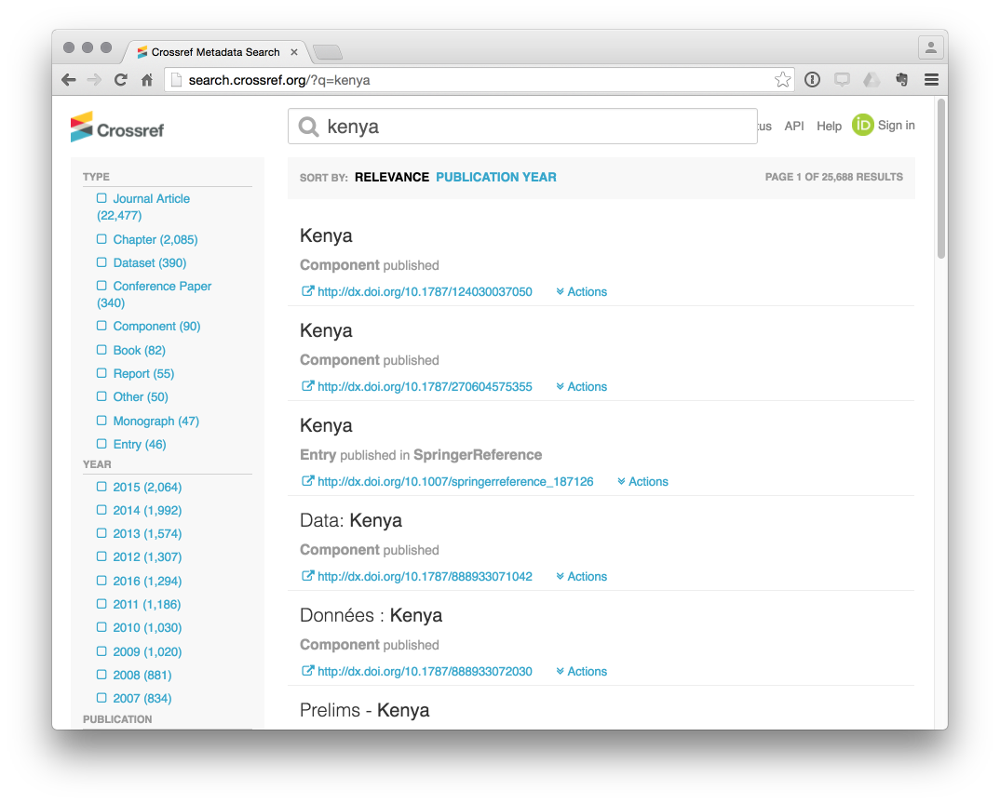 Crossref Metadata Search
search.crossref.org/?q=kenya
Crossref
kenya
API Help iD Sign in
TYPE
Journal Article
(22,477)
Chapter (2,085)
Dataset (390)
Conference Paper
(340)
Component (90)
Book (82)
Report (55)
Other (50)
Monograph (47)
Entry (46)
YEAR
2015 (2,064)
2014 (1,992)
2013 (1,574)
2012 (1,307)
2016 (1,294)
2011 (1,186)
2010 (1,030)
2009 (1,020)
2008 (881)
2007 (834)
PUBLICATION
SORT BY: RELEVANCE PUBLICATION YEAR PAGE 1 OF 25,688 RESULTS
Kenya
Component published
http://dx.doi.org/10.1787/124030037050 Actions
Kenya
Component published
http://dx.doi.org/10.1787/270604575355 Actions
Kenya
Entry published in SpringerReference
http://dx.doi.org/10.1007/springerreference_187126 Actions
Data: Kenya
Component published
http://dx.doi.org/10.1787/888933071042 Actions
Données : Kenya
Component published
http://dx.doi.org/10.1787/888933072030 Actions
Prelims - Kenya